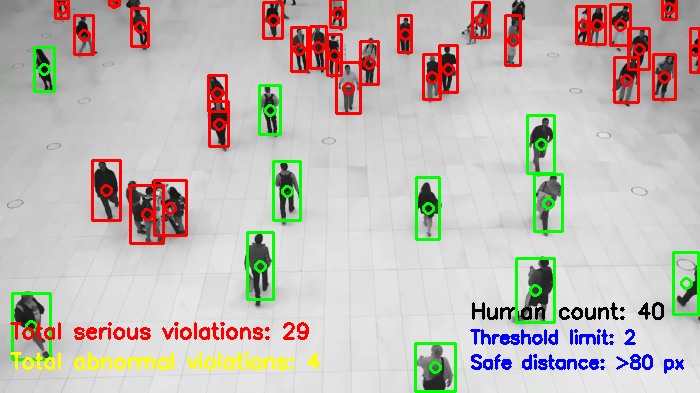 Human count: 40
Total serious violations: 29
Threshold limit: 2
Total abnormal violations: 4
Safe distance: >80 px